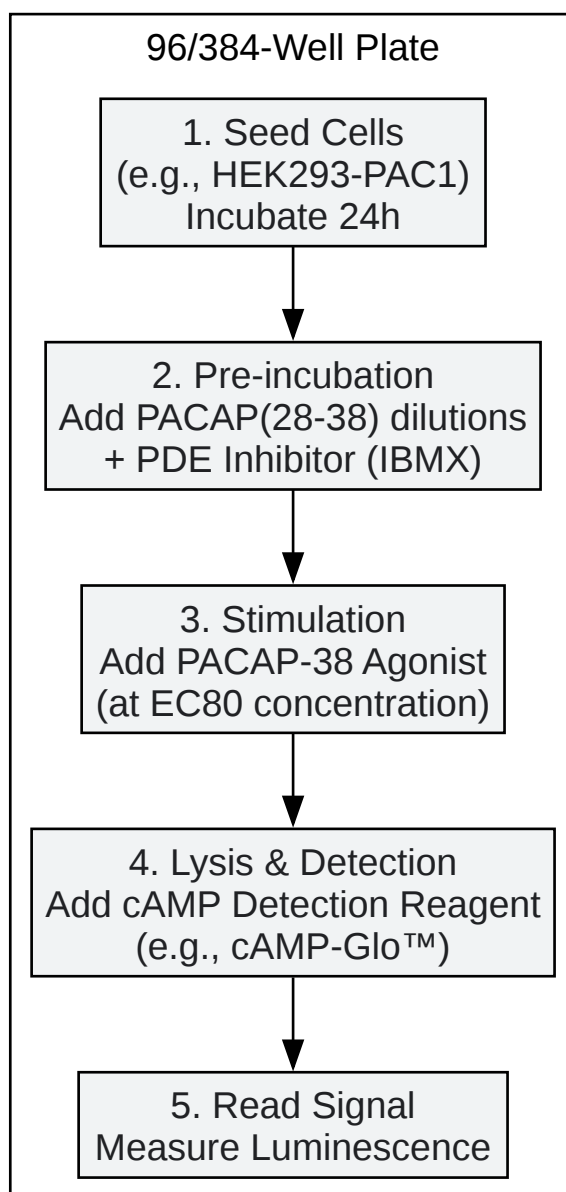 96/384-Well Plate
1. Seed Cells
(e.g., HEK293-PAC1)
Incubate 24h
2. Pre-incubation
Add PACAP(28-38) dilutions
+ PDE Inhibitor (IBMX)
3. Stimulation
Add PACAP-38 Agonist
(at EC80 concentration)
4. Lysis & Detection
Add cAMP Detection Reagent
(e.g., cAMP-Glo™)
5. Read Signal
Measure Luminescence